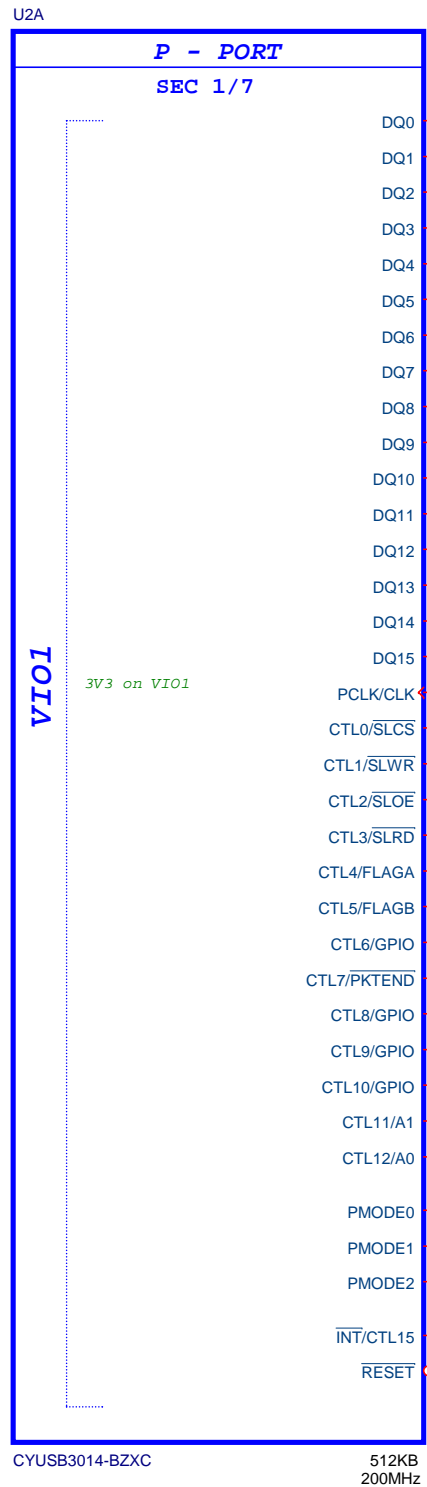 U2A
P - PORT
SEC 1/7
DQ0
DQ1
DQ2
DQ3
DQ4
DQ5
DQ6
DQ7
DQ8
DQ9
DQ10
DQ11
DQ12
DQ13
DQ14
DQ15
VIO1
3V3 on VIO1
PCLK/CLK
CTL0/SLCS
CTL1/SLWR
CTL2/SLOE
CTL3/SLRD
CTL4/FLAGA
CTL5/FLAGB
CTL6/GPIO
CTL7/PKTEND
CTL8/GPIO
CTL9/GPIO
CTL10/GPIO
CTL11/A1
CTL12/A0
PMODE0
PMODE1
PMODE2
INT/CTL15
RESET
CYUSB3014-BZXC
512KB
200MHz